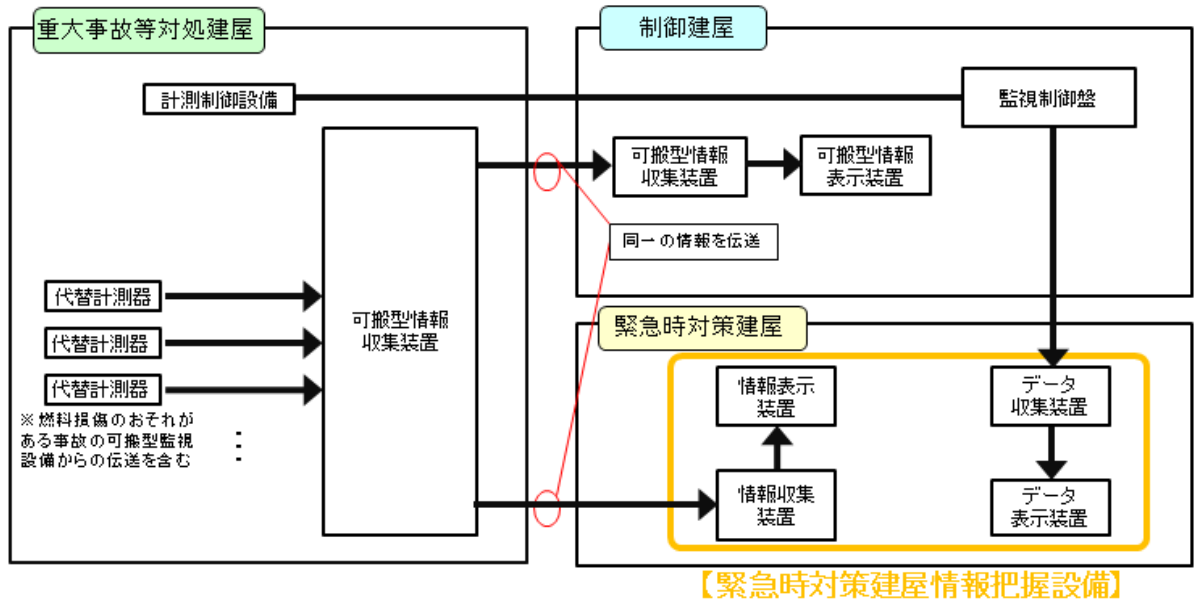 重大事故等対処建屋
制御建屋
計測制御設備
監視制御盤
可搬型情報
収集装置
可搬型情報
表示装置
同一の情報を伝送
代替計測器
代替計測器
代替計測器
可搬型情報
収集装置
※燃料損傷のおそれが
ある事故の可搬型監視
設備からの伝送を含む
緊急時対策建屋
情報表示
装置
データ
収集装置
情報収集
装置
データ
表示装置
【緊急時対策建屋情報把握設備】